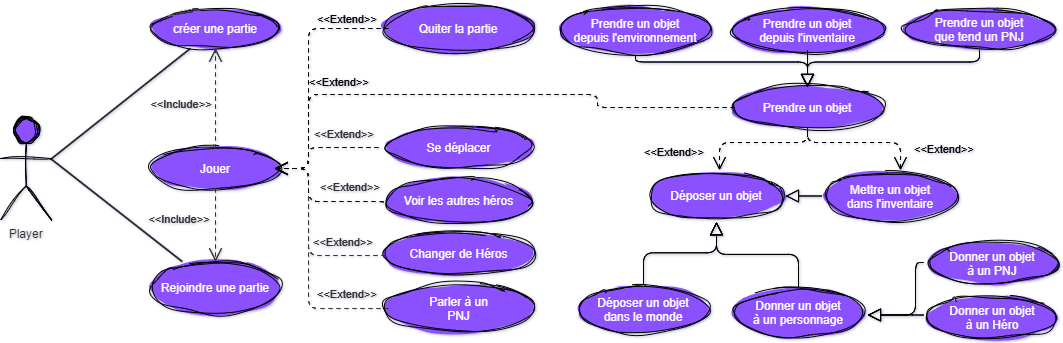 créer une partie
<<Extend>>
Quiter la partie
Prendre un objet
depuis l'environnement
Prendre un objet
depuis l'inventaire
Prendre un objet
que tend un PNJ
<<Extend>>
<<Include>>
Prendre un objet
<<Extend>>
Se déplacer
<<Extend>>
<<Extend>>
Jouer
<<Extend>>
Voir les autres héros
Déposer un objet
Mettre un objet
dans l'inventaire
<<Include>>
Player
<<Extend>>
Changer de Héros
Donner un objet
à un PNJ
Rejoindre une partie
<<Extend>>
Parler à un
PNJ
Déposer un objet
dans le monde
Donner un objet
à un personnage
Donner un objet
à un Héro